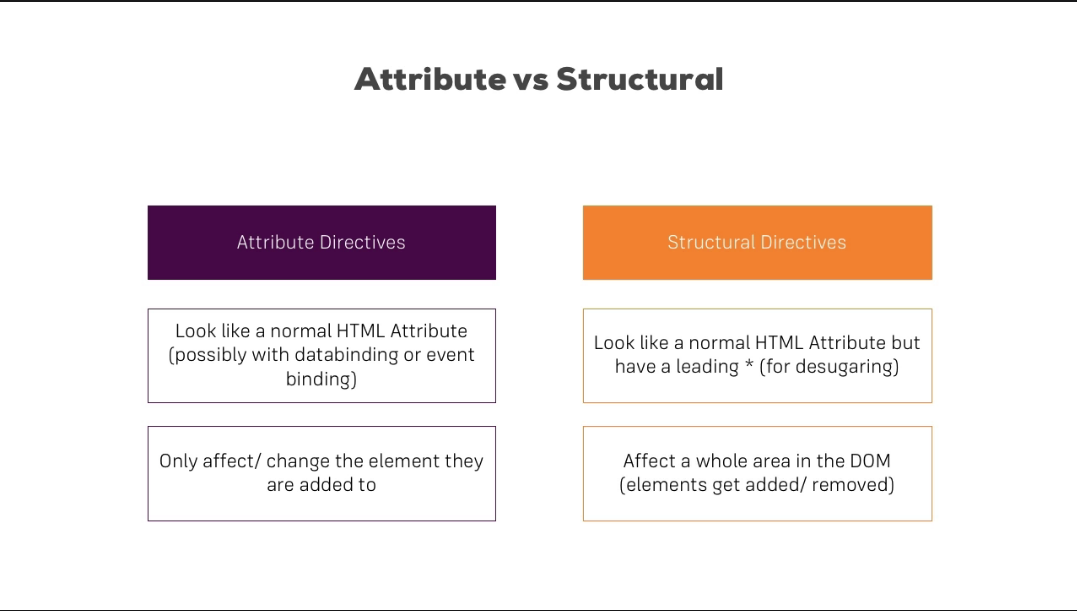 Attribute vs Structural
Attribute Directives
Look like a normal HTML Attribute
(possibly with databinding or event
binding)
Only affect/ change the element they
are added to
Structural Directives
Look like a normal HTML Attribute but
have a leading * (for desugaring)
Affect a whole area in the DOM
(elements get added/ removed)